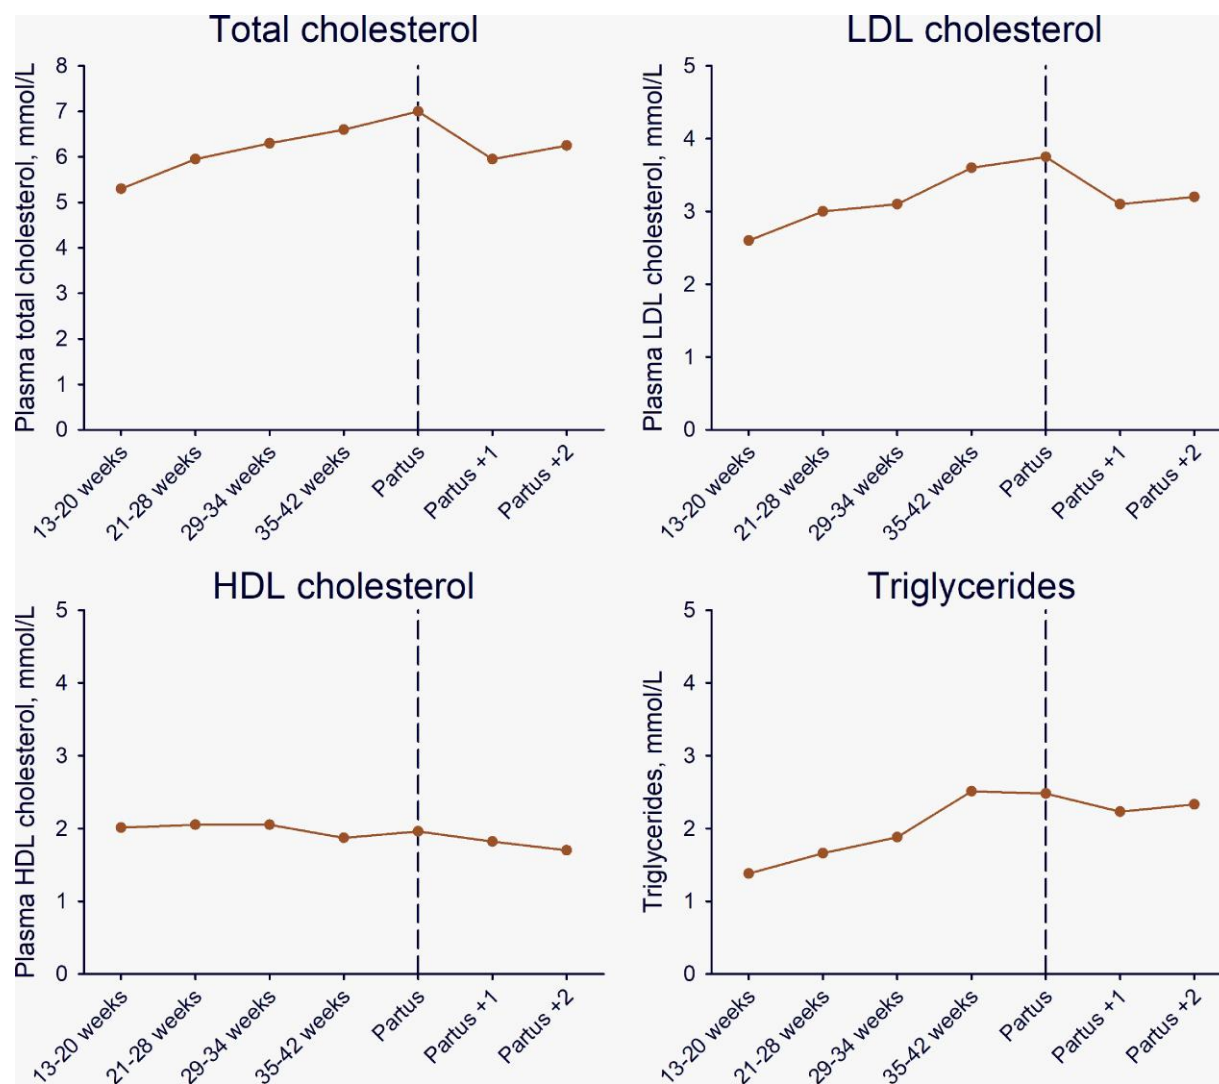 Total cholesterol
Plasma total cholesterol, mmol/L
8
7
6
5
4
3
2
1
0
13-20 weeks
21-28 weeks
29-34 weeks
35-42 weeks
Partus
Partus +1
Partus +2
LDL cholesterol
Plasma LDL cholesterol, mmol/L
5
4
3
2
1
0
13-20 weeks
21-28 weeks
29-34 weeks
35-42 weeks
Partus
Partus +1
Partus +2
HDL cholesterol
Plasma HDL cholesterol, mmol/L
5
4
3
2
1
0
13-20 weeks
21-28 weeks
29-34 weeks
35-42 weeks
Partus
Partus +1
Partus +2
Triglycerides
Triglycerides, mmol/L
5
4
3
2
1
0
13-20 weeks
21-28 weeks
29-34 weeks
35-42 weeks
Partus
Partus +1
Partus +2